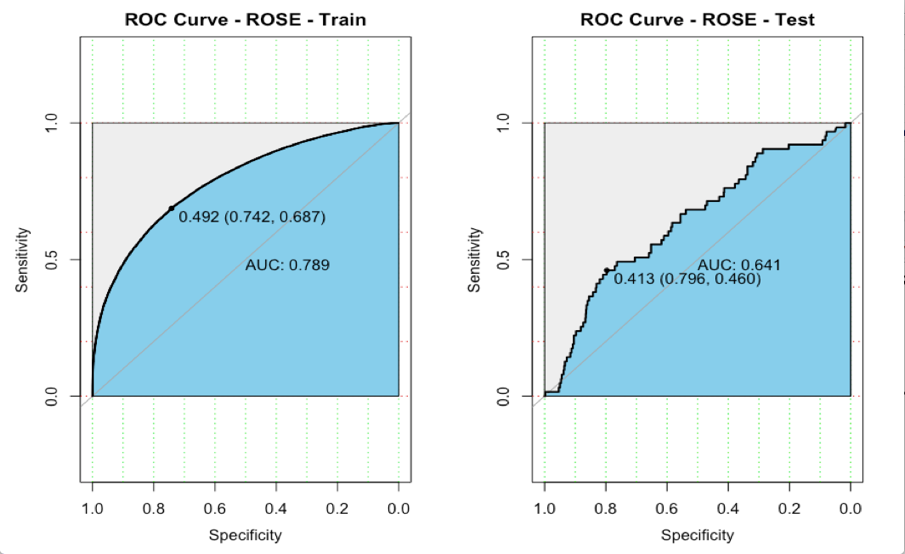 ROC Curve - ROSE - Train
Sensitivity
1.0
0.5
0.0
0.492 (0.742, 0.687)
AUC: 0.789
1.0 0.8 0.6 0.4 0.2 0.0
Specificity
ROC Curve - ROSE - Test
Sensitivity
1.0
0.5
0.0
AUC: 0.641
0.413 (0.796, 0.460)
1.0 0.8 0.6 0.4 0.2 0.0
Specificity